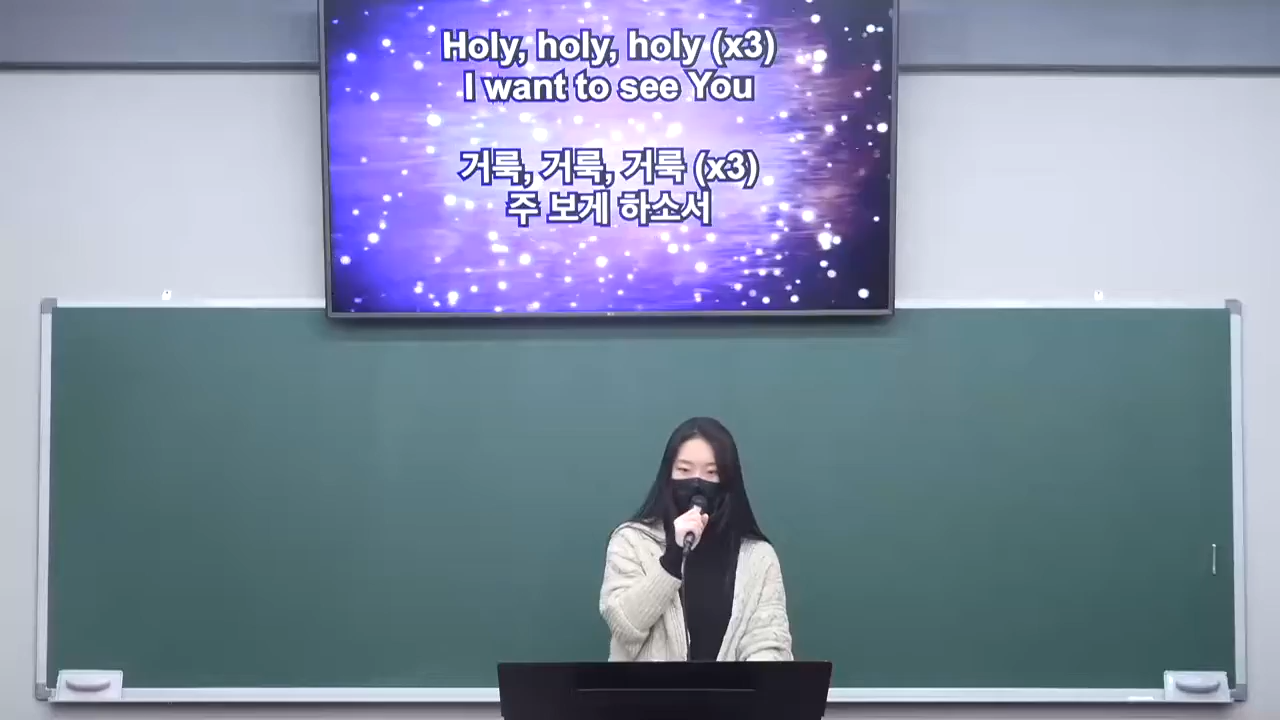 Holy, holy, holy (x3)
I want to see You
거룩, 거룩, 거룩 (x3)
주 보게 하소서